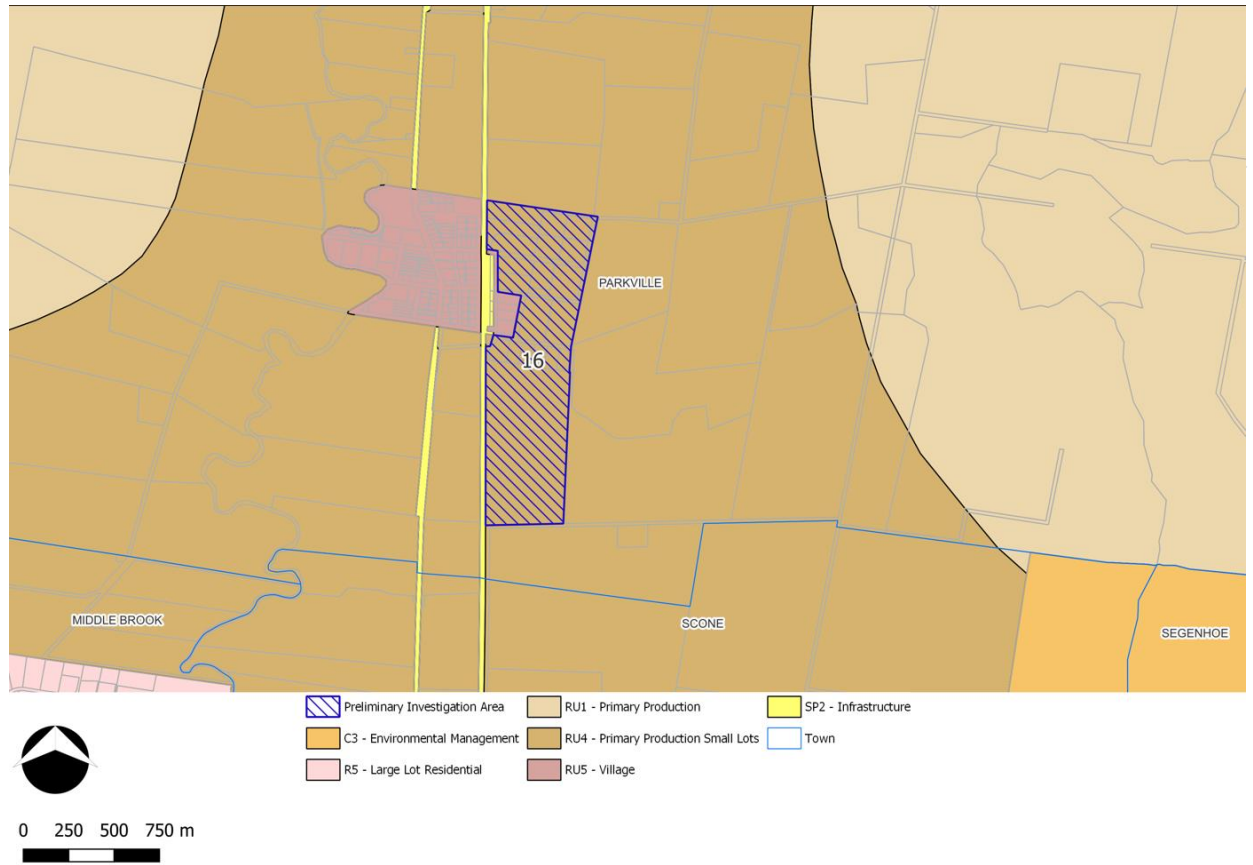 PARKVILLE
16
MIDDLE BROOK
SCONE
SEGENHOE
Preliminary Investigation Area
RU1 - Primary Production
SP2 - Infrastructure
C3 - Environmental Management
RU4 - Primary Production Small Lots
Town
R5 - Large Lot Residential
RU5 - Village
0 250 500 750 m